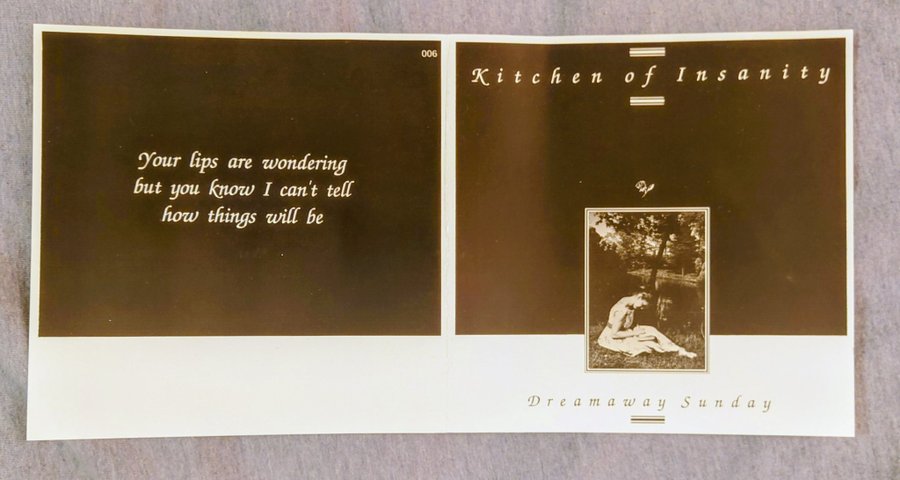 006
Your lips are wondering
but you know I can't tell
how things will be
Kitchen of Insanity
Dreamaway Sunday